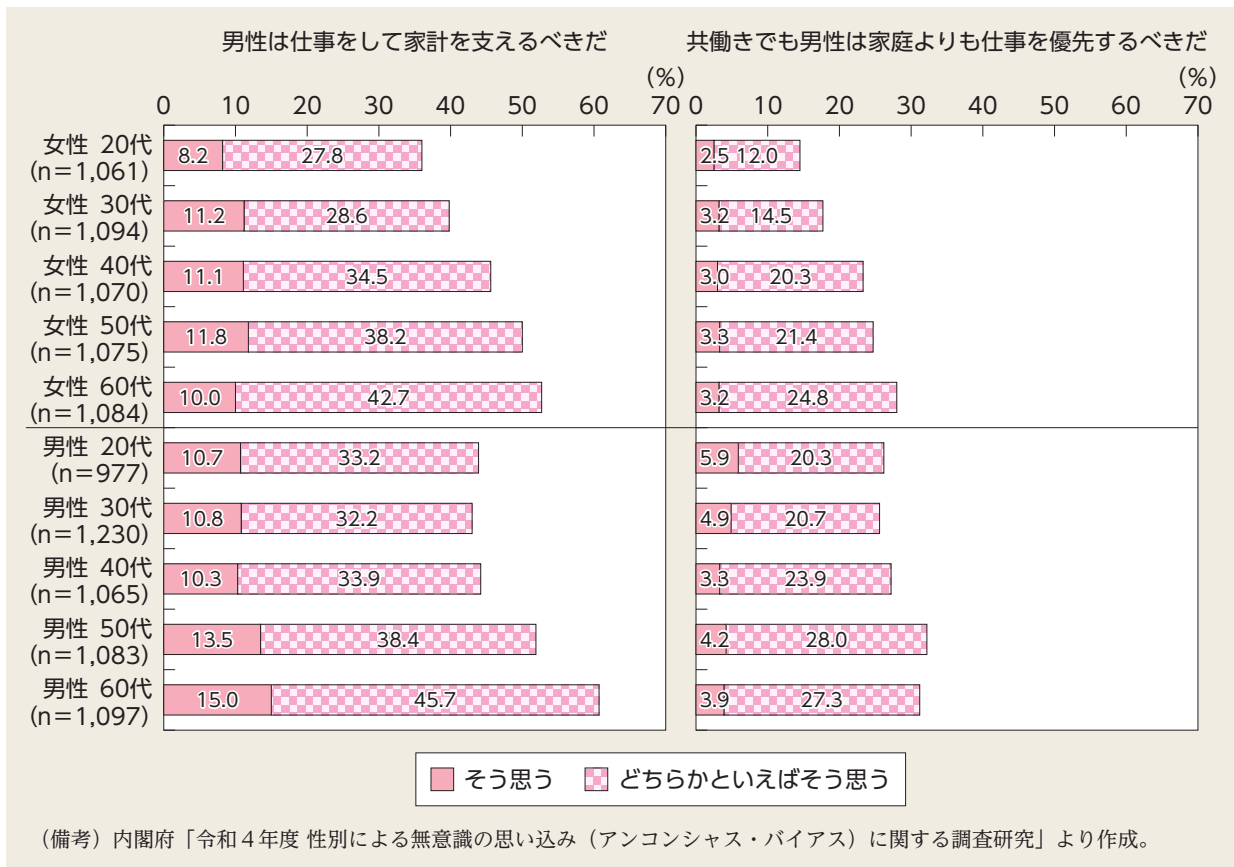 男性は仕事をして家計を支えるべきだ
共働きでも男性は家庭よりも仕事を優先するべきだ
(%)
(%)
0 10 20 30 40 50 60 70
0 10 20 30 40 50 60 70
女性 20代
(n=1,061)
8.2 27.8
2.5 12.0
女性 30代
(n=1,094)
11.2 28.6
3.2 14.5
女性 40代
(n=1,070)
11.1 34.5
3.0 20.3
女性 50代
(n=1,075)
11.8 38.2
3.3 21.4
女性 60代
(n=1,084)
10.0 42.7
3.2 24.8
男性 20代
(n=977)
10.7 33.2
5.9 20.3
男性 30代
(n=1,230)
10.8 32.2
4.9 20.7
男性 40代
(n=1,065)
10.3 33.9
3.3 23.9
男性 50代
(n=1,083)
13.5 38.4
4.2 28.0
男性 60代
(n=1,097)
15.0 45.7
3.9 27.3
そう思う どちらかといえばそう思う
(備考)内閣府「令和4年度 性別による無意識の思い込み(アンコンシャス・バイアス)に関する調査研究」より作成。